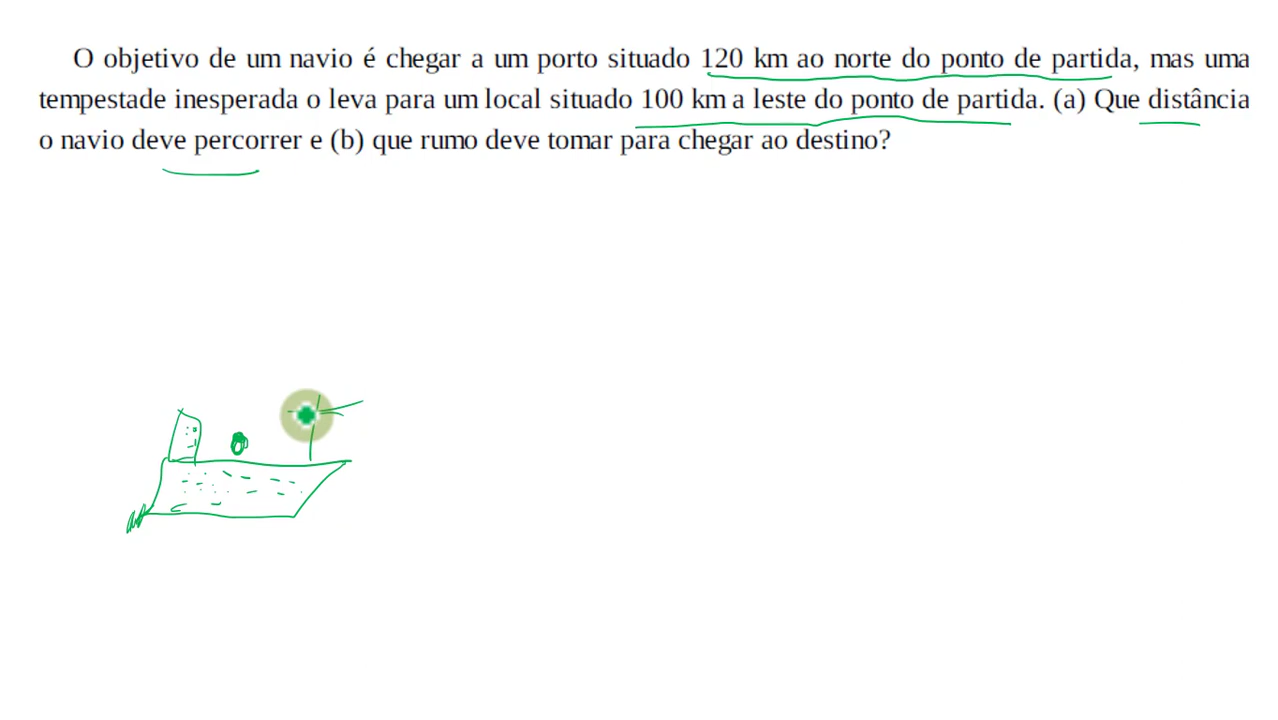 O objetivo de um navio é chegar a um porto situado 120 km ao norte do ponto de partida, mas uma
tempestade inesperada o leva para um local situado 100 km a leste do ponto de partida. (a) Que distância
o navio deve percorrer e (b) que rumo deve tomar para chegar ao destino?